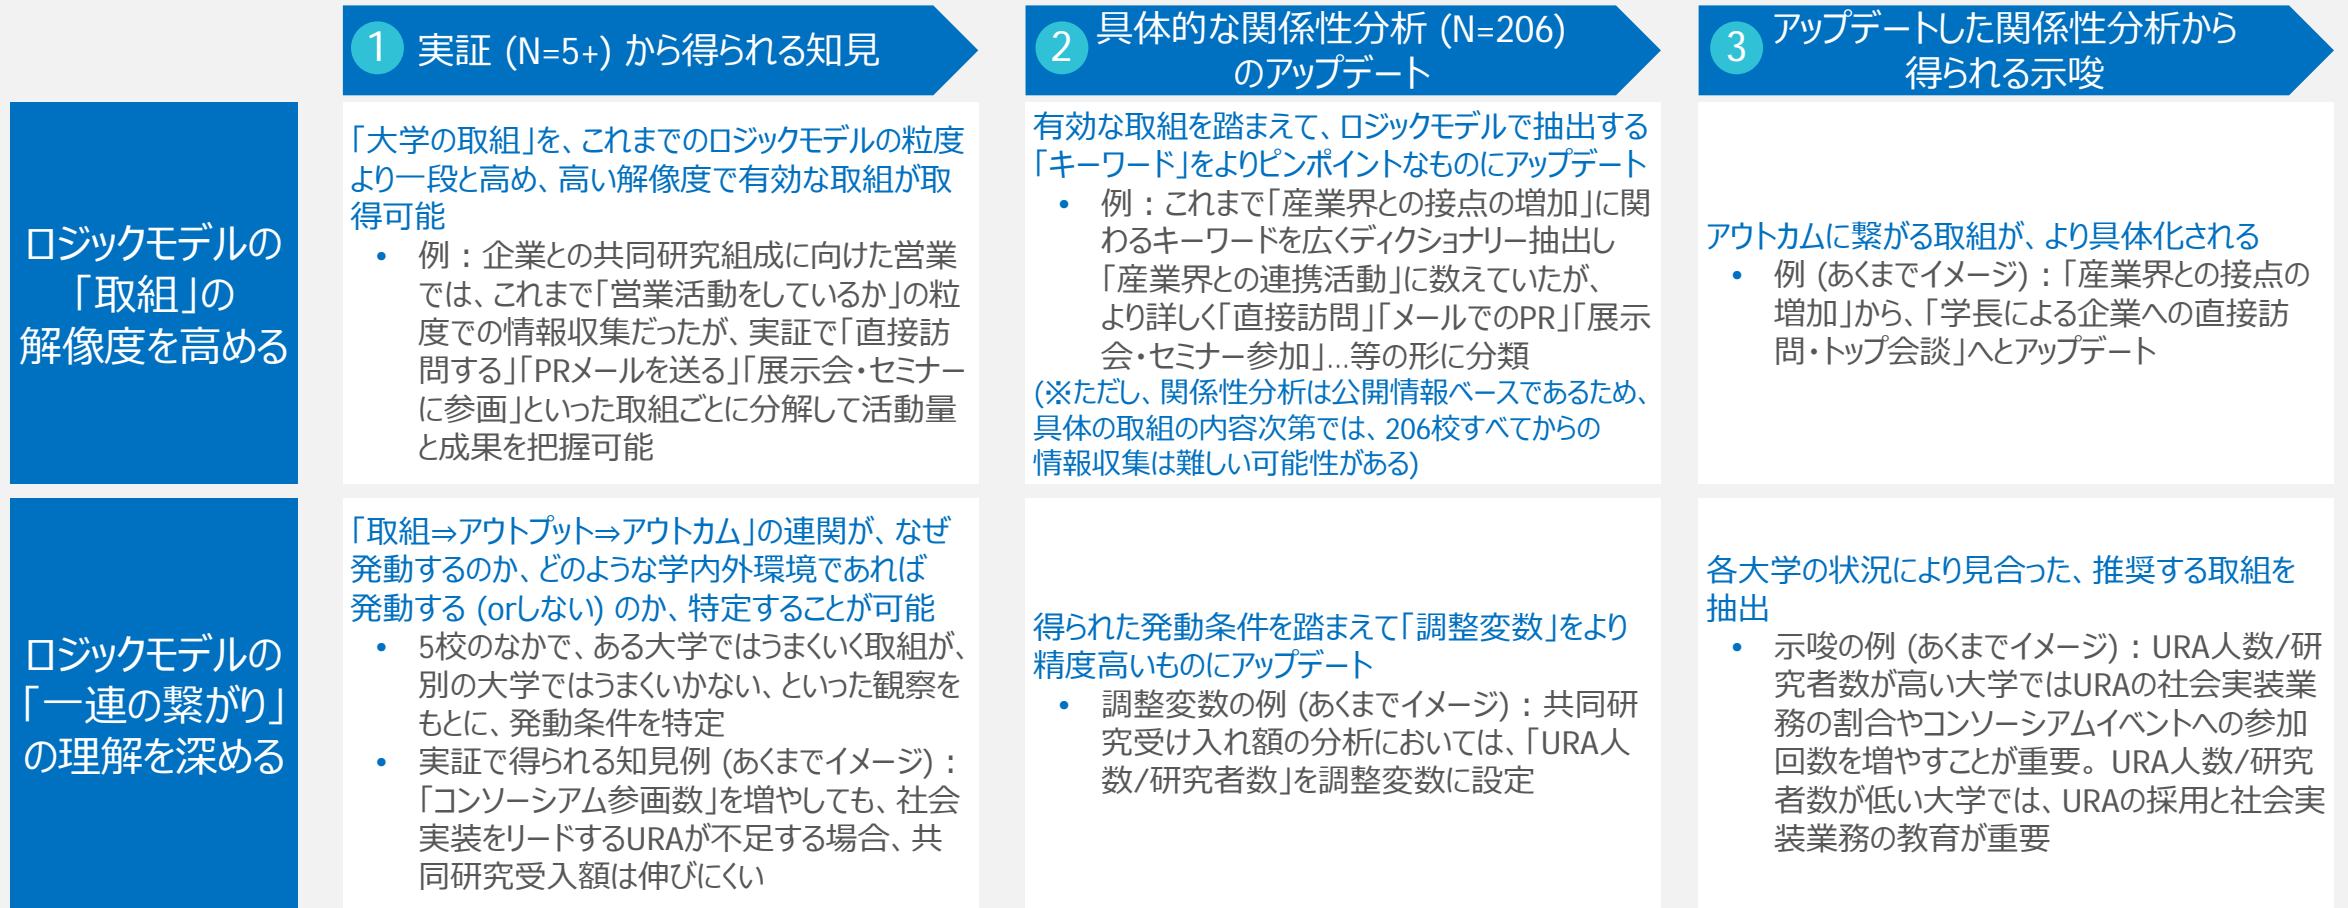 1 実証 (N=5+) から得られる知見
2 具体的な関係性分析 (N=206)
のアップデート
3 アップデートした関係性分析から
得られる示唆
ロジックモデルの
「取組」の
解像度を高める
「大学の取組」を、これまでのロジックモデルの粒度
より一段と高め、高い解像度で有効な取組が取
得可能
• 例：企業との共同研究組成に向けた営業
では、これまで「営業活動をしているか」の粒
度での情報収集だったが、実証で「直接訪
問する」「PRメールを送る」「展示会・セミナー
に参画」といった取組ごとに分解して活動量
と成果を把握可能
有効な取組を踏まえて、ロジックモデルで抽出する
「キーワード」をよりピンポイントなものにアップデート
• 例：これまで「産業界との接点の増加」に関
わるキーワードを広くディクショナリー抽出し
「産業界との連携活動」に数えていたが、
より詳しく「直接訪問」「メールでのPR」「展示
会・セミナー参加」…等の形に分類
(※ただし、関係性分析は公開情報ベースであるため、
具体の取組の内容次第では、206校すべてからの
情報収集は難しい可能性がある)
アウトカムに繋がる取組が、より具体化される
• 例 (あくまでイメージ)：「産業界との接点の
増加」から、「学長による企業への直接訪
問・トップ会談」へとアップデート
ロジックモデルの
「一連の繋がり」
の理解を深める
「取組⇒アウトプット⇒アウトカム」の連関が、なぜ
発動するのか、どのような学内外環境であれば
発動する (orしない) のか、特定することが可能
• 5校のなかで、ある大学ではうまくいく取組が、
別の大学ではうまくいかない、といった観察を
もとに、発動条件を特定
• 実証で得られる知見例 (あくまでイメージ)：
「コンソーシアム参画数」を増やしても、社会
実装をリードするURAが不足する場合、共
同研究受入額は伸びにくい
得られた発動条件を踏まえて「調整変数」をより
精度高いものにアップデート
• 調整変数の例 (あくまでイメージ)：共同研
究受け入れ額の分析においては、「URA人
数/研究者数」を調整変数に設定
各大学の状況により見合った、推奨する取組を
抽出
• 示唆の例 (あくまでイメージ)：URA人数/研
究者数が高い大学ではURAの社会実装業
務の割合やコンソーシアムイベントへの参加
回数を増やすことが重要。URA人数/研究
者数が低い大学では、URAの採用と社会実
装業務の教育が重要